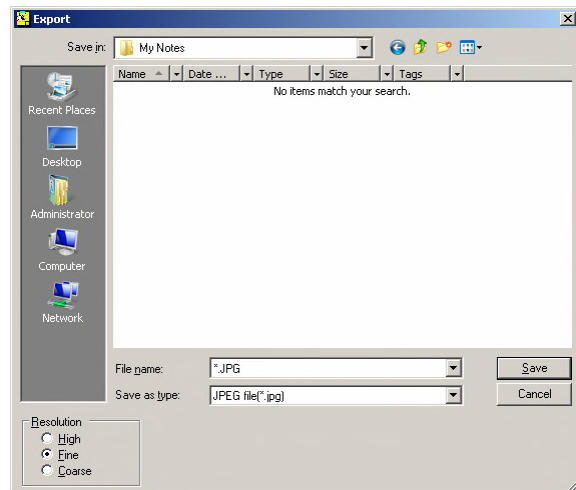 Export
Save in:
My Notes
Recent Places
Desktop
Administrator
Computer
Network
Name Date ... Type Size Tags
No items match your search.
File name: *.JPG Save
Save as type: JPEG file(*.jpg) Cancel
Resolution
High
Fine
Coarse